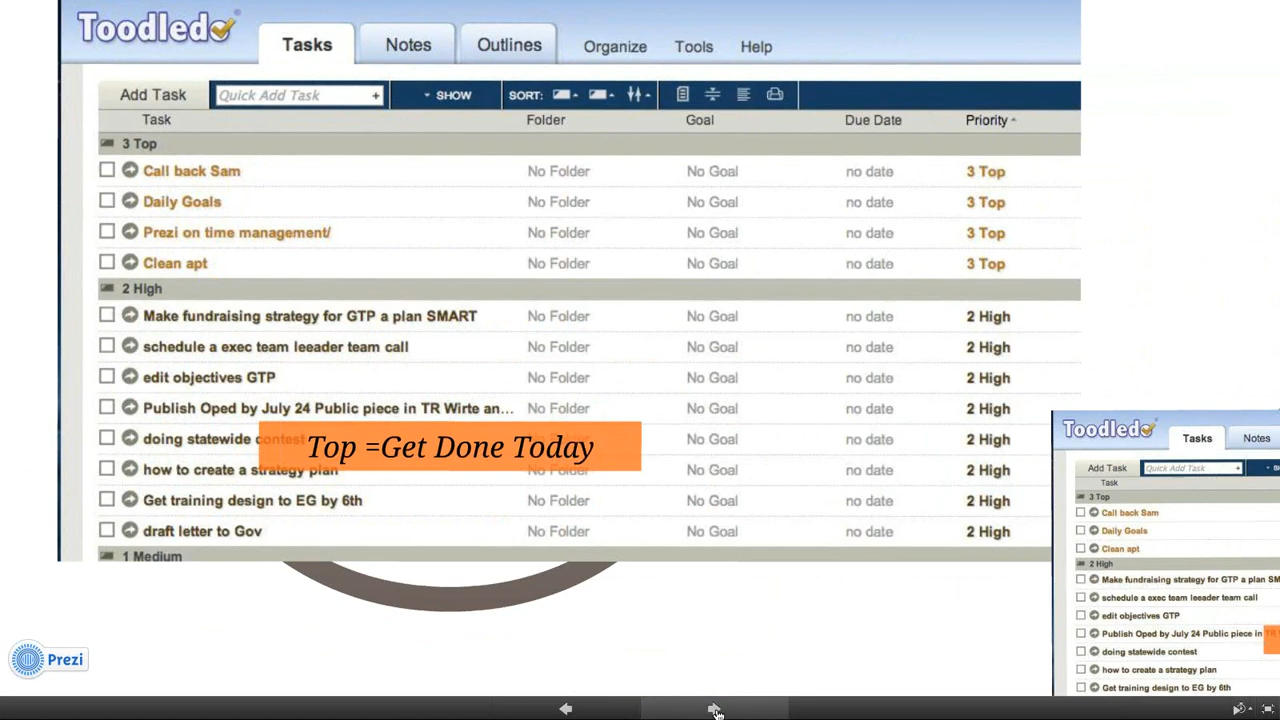 Toodledo
Tasks Notes Outlines Organize Tools Help
Add Task Quick Add Task + SHOW SORT:
Task Folder Goal Due Date Priority
3 Top
Call back Sam No Folder No Goal no date 3 Top
Daily Goals No Folder No Goal no date 3 Top
Prezi on time management/ No Folder No Goal no date 3 Top
Clean apt No Folder No Goal no date 3 Top
2 High
Make fundraising strategy for GTP a plan SMART No Folder No Goal no date 2 High
schedule a exec team leeader team call No Folder No Goal no date 2 High
edit objectives GTP No Folder No Goal no date 2 High
Publish Oped by July 24 Public piece in TR Wirte an... No Folder No Goal no date 2 High
doing statewide contest No Folder No Goal no date 2 High
how to create a strategy plan No Folder No Goal no date 2 High
Get training design to EG by 6th No Folder No Goal no date 2 High
draft letter to Gov No Folder No Goal no date 2 High
1 Medium
Top =Get Done Today
Toodledo
Tasks Notes
Add Task Quick Add Task +
Task
3 Top
Call back Sam
Daily Goals
Clean apt
2 High
Make fundraising strategy for GTP a plan SM
schedule a exec team leeader team call
edit objectives GTP
Publish Oped by July 24 Public piece in TR
doing statewide contest
how to create a strategy plan
Get training design to EG by 6th
Prezi